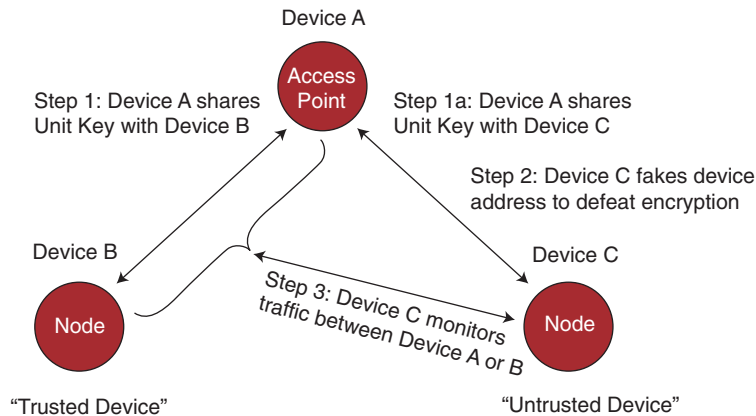 Device A
Access
Point
Step 1: Device A shares
Unit Key with Device B
Step 1a: Device A shares
Unit Key with Device C
Step 2: Device C fakes device
address to defeat encryption
Device B
Device C
Step 3: Device C monitors
traffic between Device A or B
Node
Node
“Trusted Device”
“Untrusted Device”